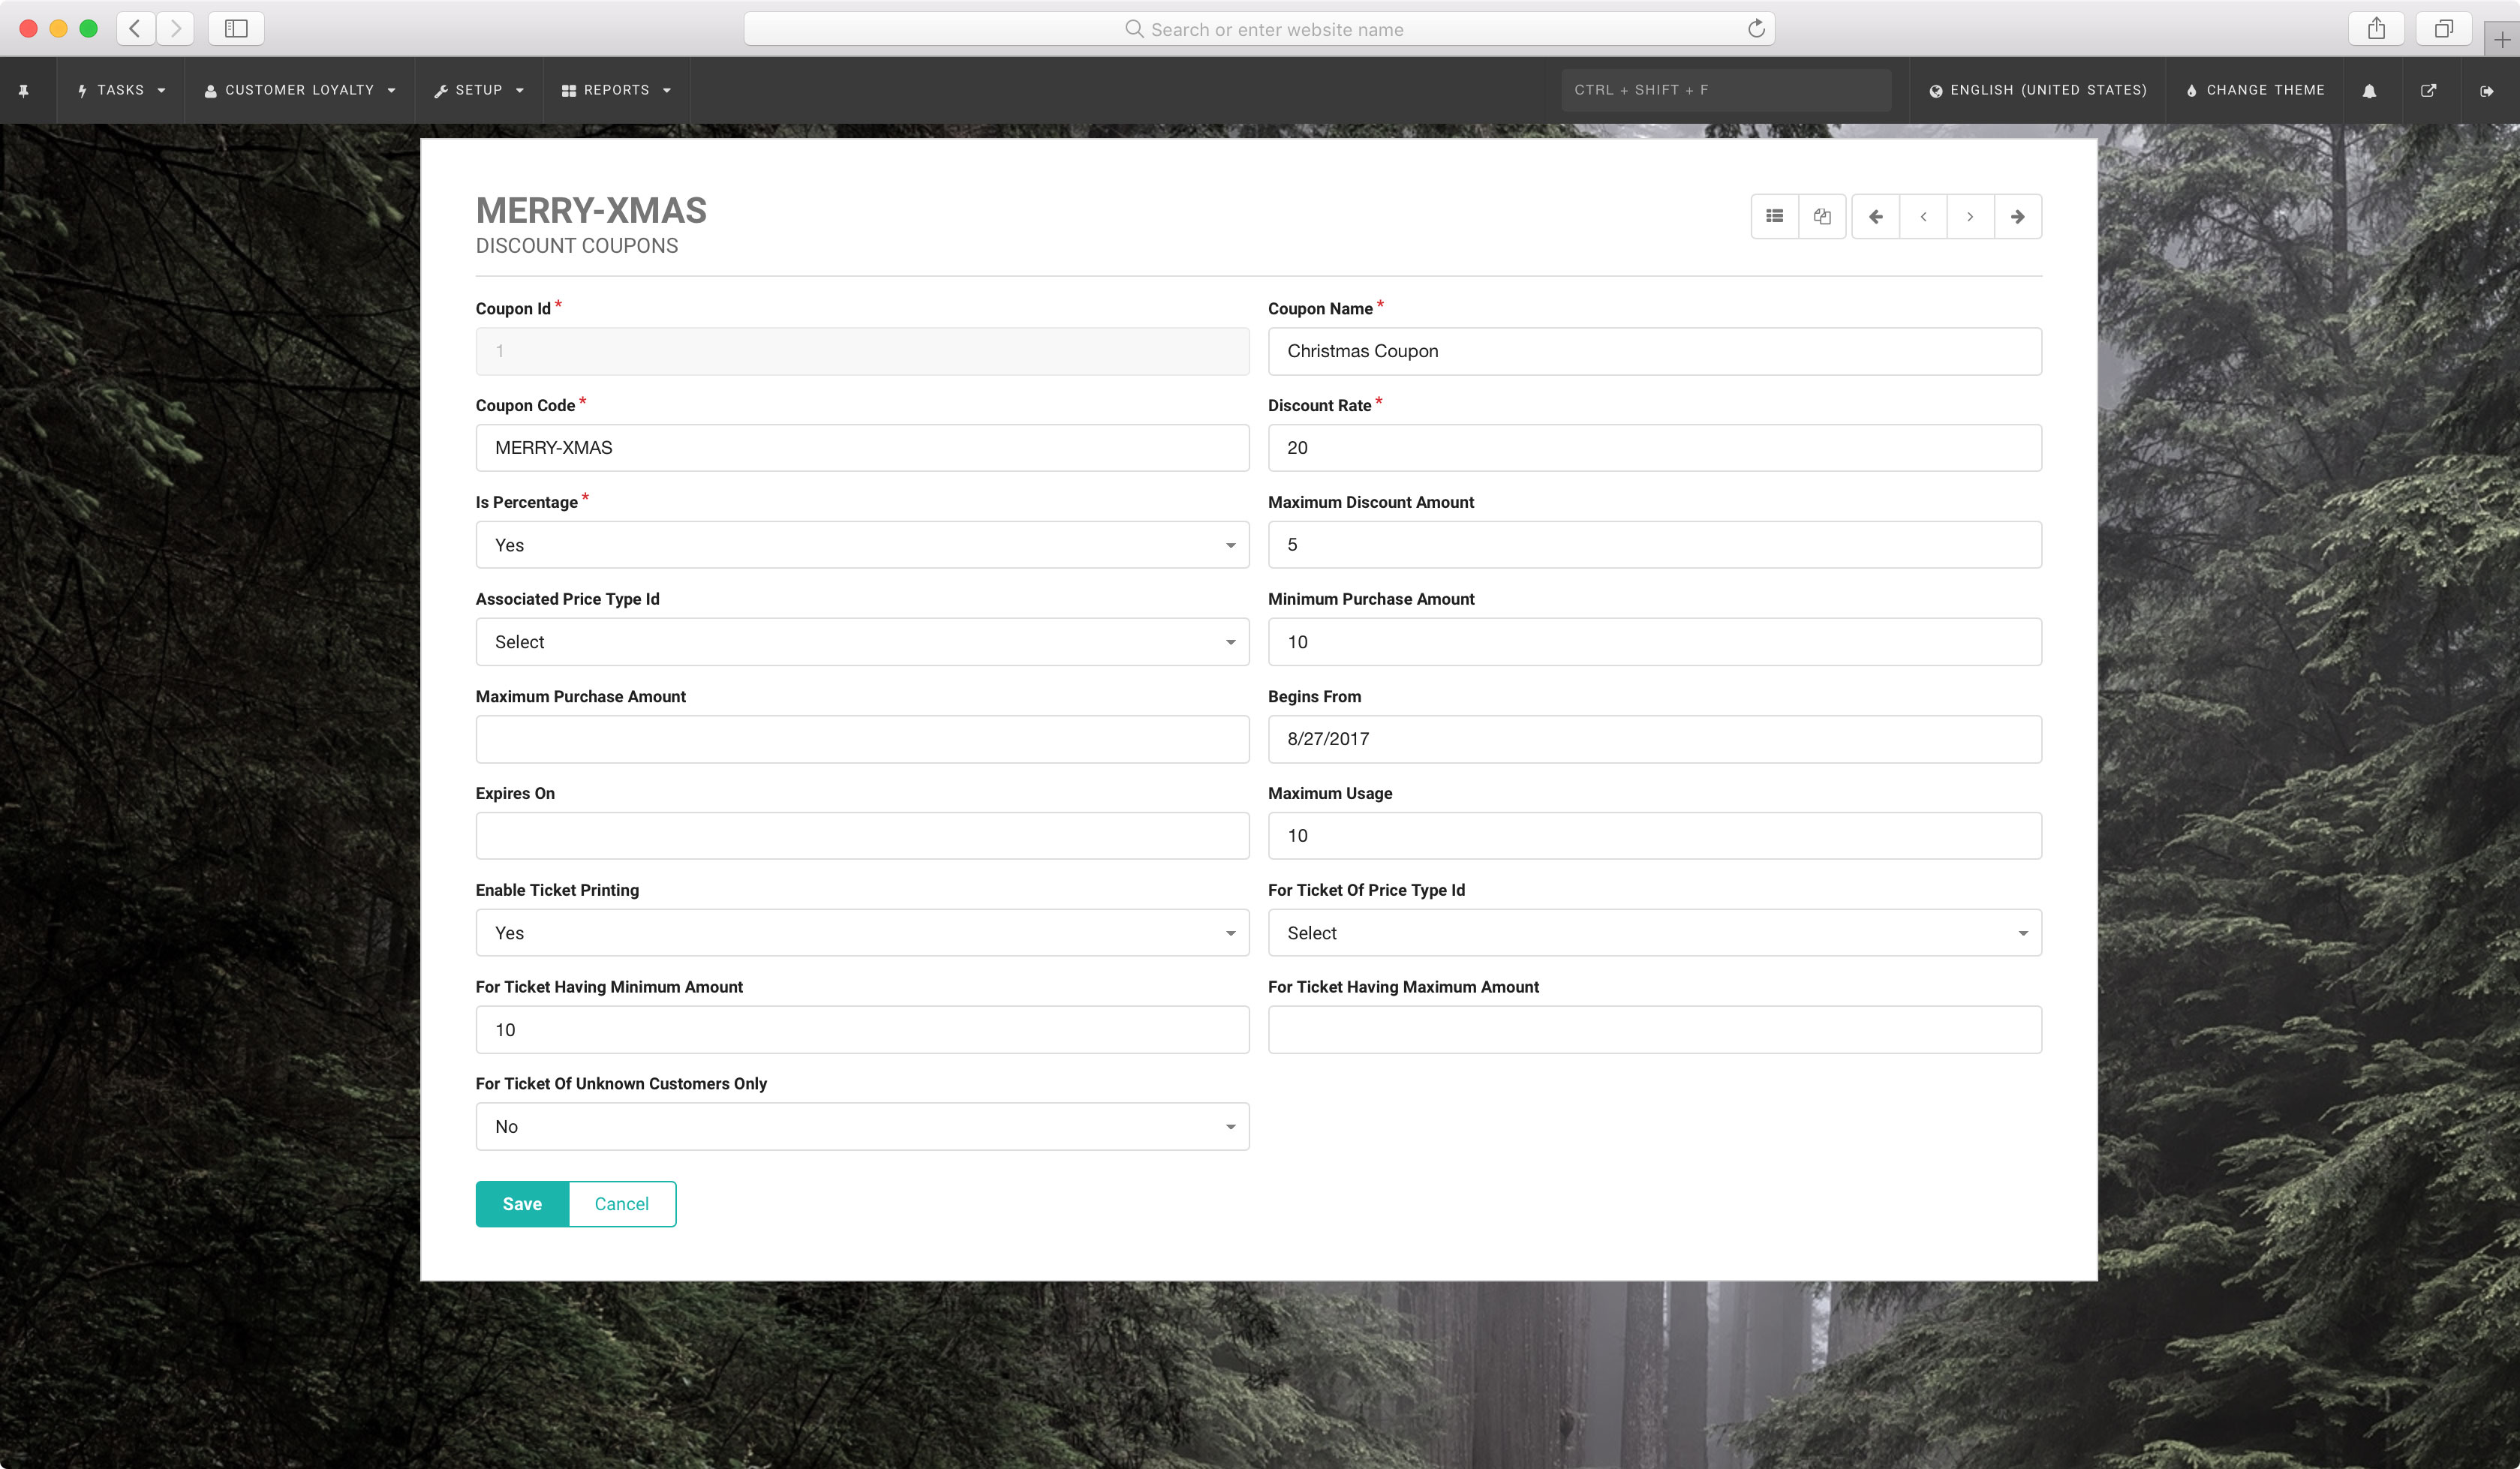 Search or enter website name
TASKS CUSTOMER LOYALTY SETUP REPORTS CTRL + SHIFT + F ENGLISH (UNITED STATES) CHANGE THEME
MERRY-XMAS
DISCOUNT COUPONS
Coupon Id * Coupon Name *
1 Christmas Coupon
Coupon Code * Discount Rate *
MERRY-XMAS 20
Is Percentage * Maximum Discount Amount
Yes 5
Associated Price Type Id Minimum Purchase Amount
Select 10
Maximum Purchase Amount Begins From
8/27/2017
Expires On Maximum Usage
10
Enable Ticket Printing For Ticket Of Price Type Id
Yes Select
For Ticket Having Minimum Amount For Ticket Having Maximum Amount
10
For Ticket Of Unknown Customers Only
No
Save Cancel